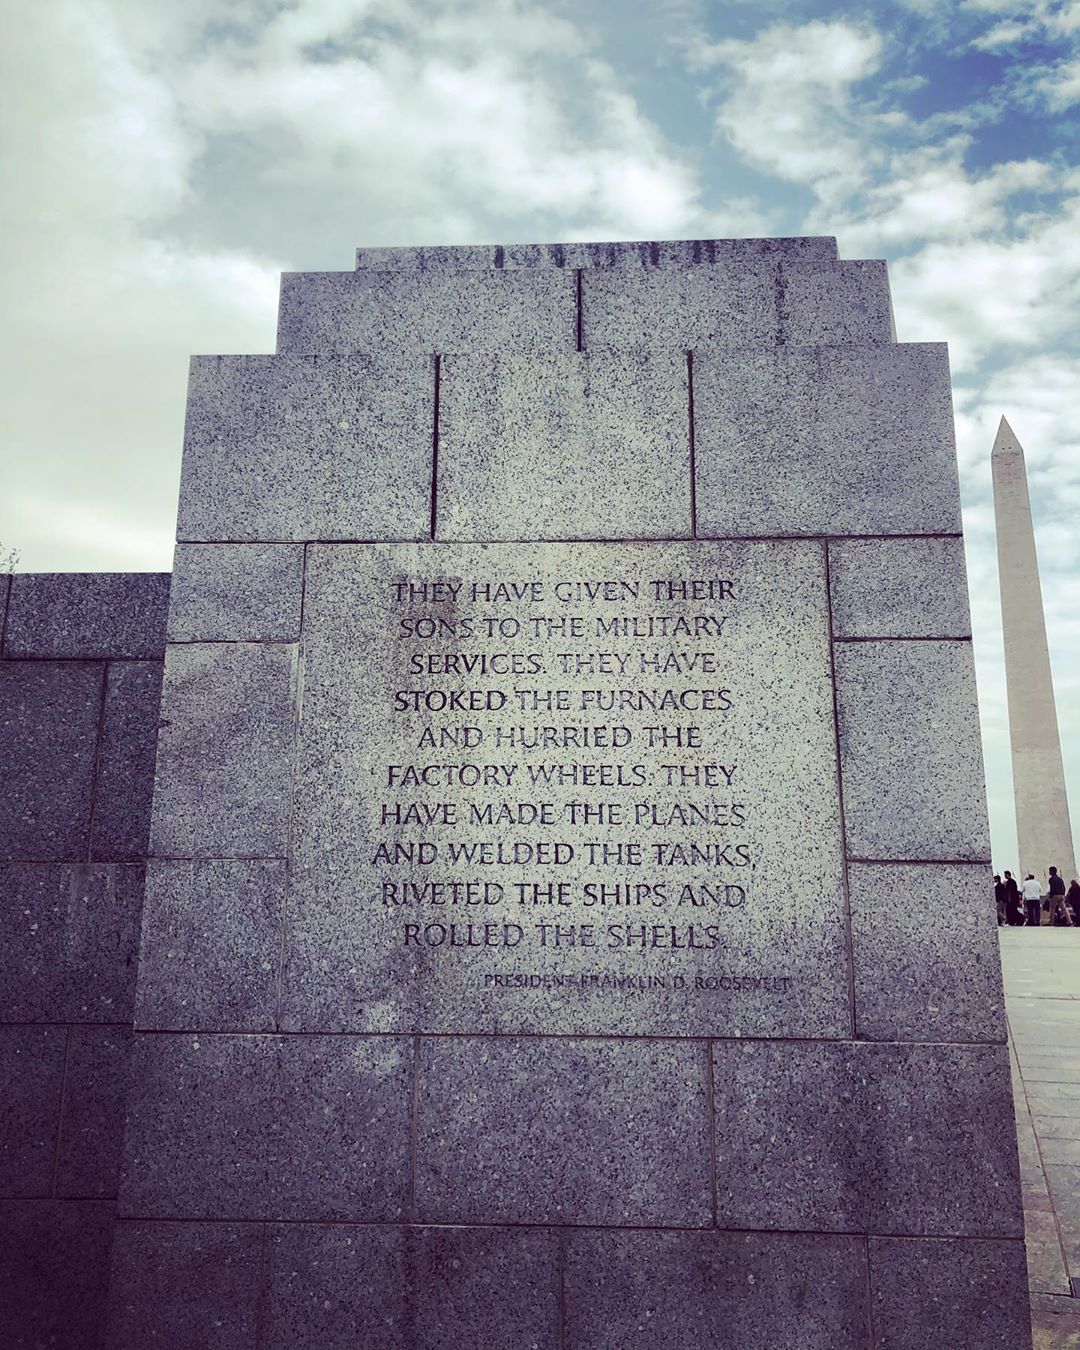 THEY HAVE GIVEN THEIR
SONS TO THE MILITARY
SERVICES. THEY HAVE
STOKED THE FURNACES
AND HURRIED THE
FACTORY WHEELS. THEY
HAVE MADE THE PLANES
AND WELDED THE TANKS,
RIVETED THE SHIPS AND
ROLLED THE SHELLS.
PRESIDENT FRANKLIN D. ROOSEVELT